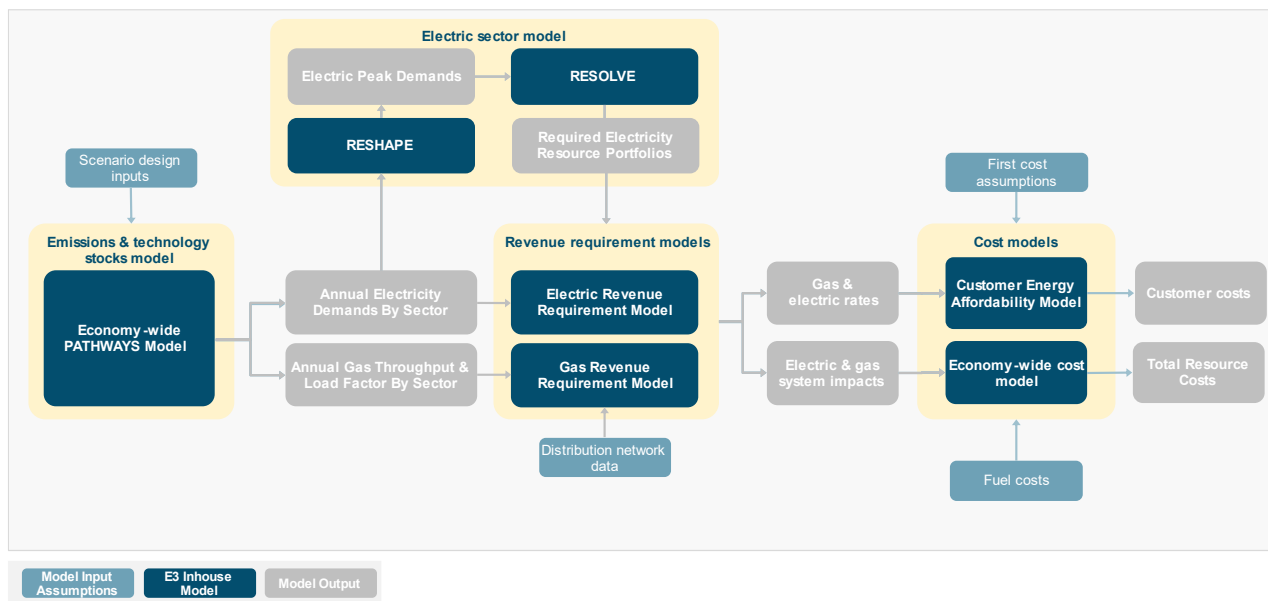 Electric sector model
Electric Peak Demands
RESOLVE
RESHAPE
Required Electricity
Resource Portfolios
Scenario design
inputs
First cost
assumptions
Emissions & technology
stocks model
Economy-wide
PATHWAYS Model
Annual Electricity
Demands By Sector
Annual Gas Throughput &
Load Factor By Sector
Revenue requirement models
Electric Revenue
Requirement Model
Gas Revenue
Requirement Model
Distribution network
data
Gas &
electric rates
Electric & gas
system impacts
Cost models
Customer Energy
Affordability Model
Economy-wide cost
model
Customer costs
Total Resource
Costs
Fuel costs
Model Input
Assumptions
E3 Inhouse
Model
Model Output